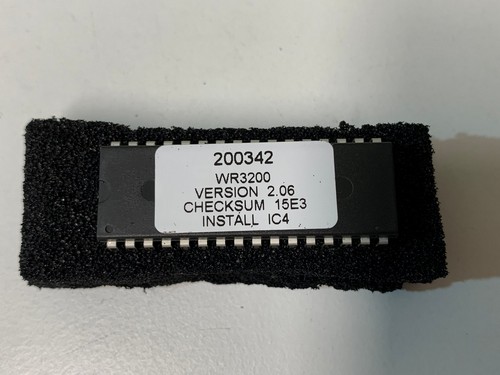 200342
WR3200
VERSION 2.06
CHECKSUM 15E3
INSTALL IC4